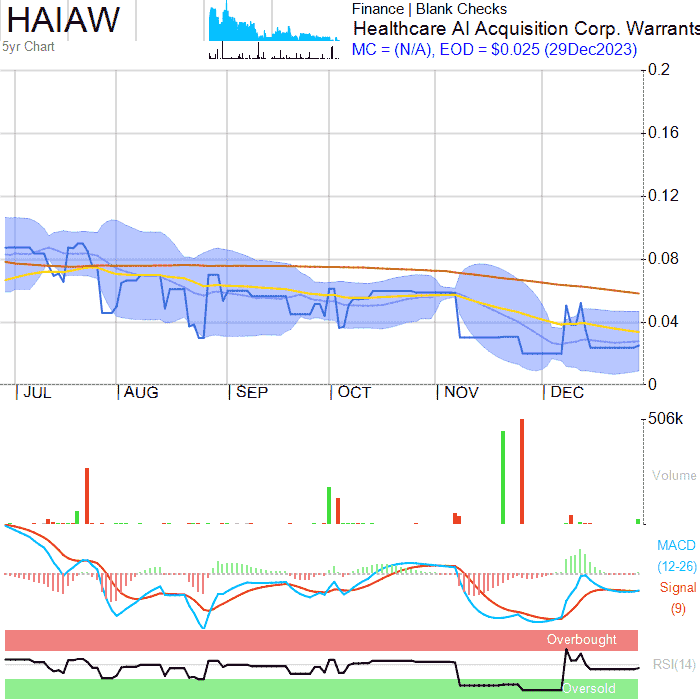 HAIAW
5yr Chart
Finance | Blank Checks
Healthcare AI Acquisition Corp. Warrants
MC = (N/A), EOD = $0.025 (29Dec2023)
0.2
0.16
0.12
0.08
0.04
0
JUL AUG SEP OCT NOV DEC
506k
Volume
MACD
(12-26)
Signal
(9)
Overbought
RSI(14)
Oversold